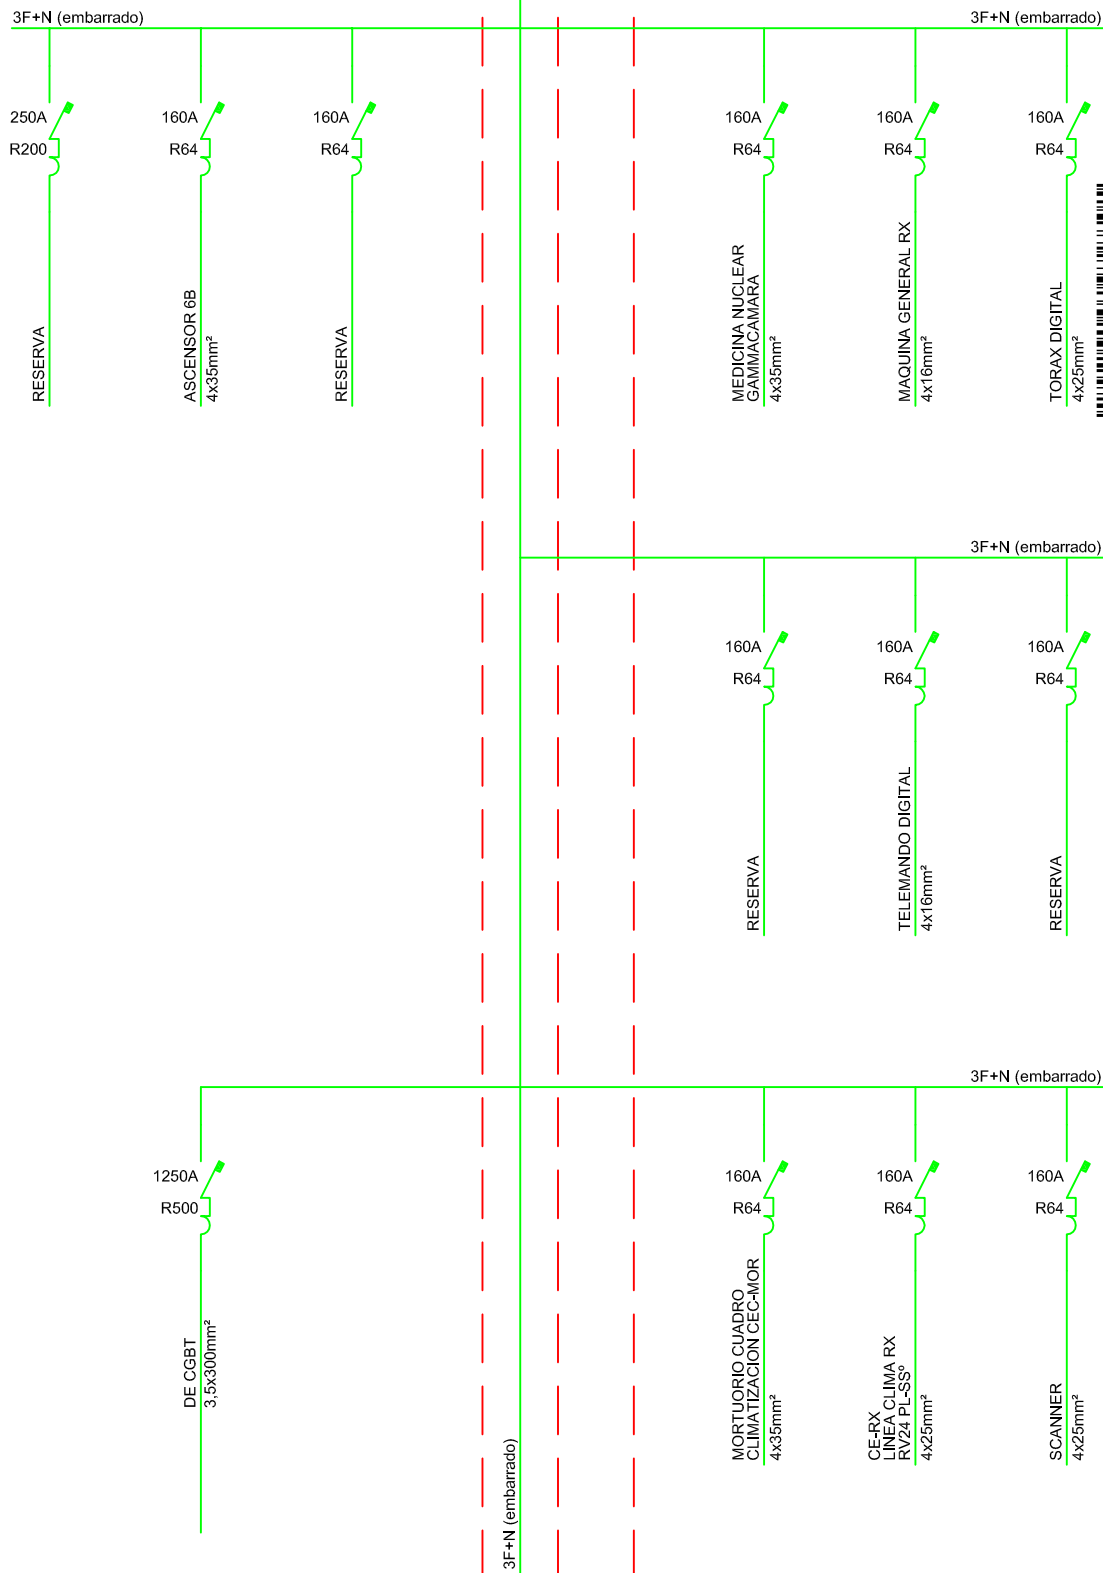 3F+N (embarrado)
3F+N (embarrado)
250A
R200
RESERVA
160A
R64
ASCENSOR 6B
4x35mm²
160A
R64
RESERVA
160A
R64
MEDICINA NUCLEAR
GAMMACAMARA
4x35mm²
160A
R64
MAQUINA GENERAL RX
4x16mm²
160A
R64
TORAX DIGITAL
4x25mm²
3F+N (embarrado)
160A
R64
RESERVA
160A
R64
TELEMANDO DIGITAL
4x16mm²
160A
R64
RESERVA
3F+N (embarrado)
1250A
R500
DE CGBT
3,5x300mm²
3F+N (embarrado)
160A
R64
MORTUORIO CUADRO
CLIMATIZACION CEC-MOR
4x35mm²
160A
R64
CE-RX
LINEA CLIMA RX
RV24 PL-SSº
4x25mm²
160A
R64
SCANNER
4x25mm²